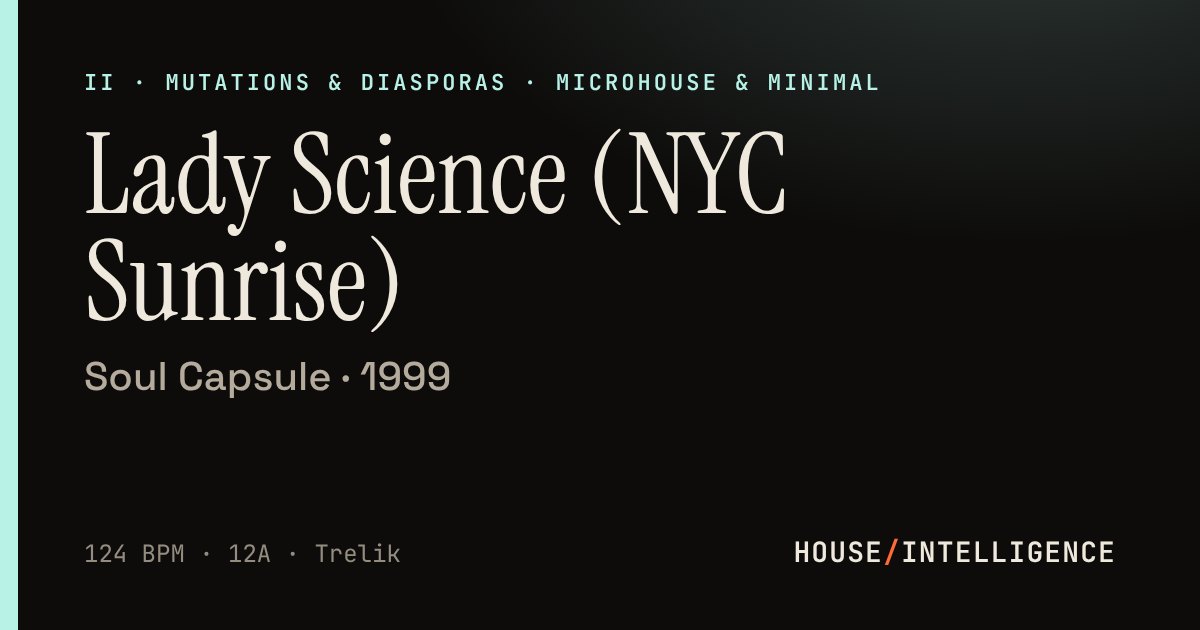 II · MUTATIONS & DIASPORAS · MICROHOUSE & MINIMAL
Lady Science (NYC
Sunrise)
Soul Capsule · 1999
124 BPM · 12A · Trelik
HOUSE/INTELLIGENCE